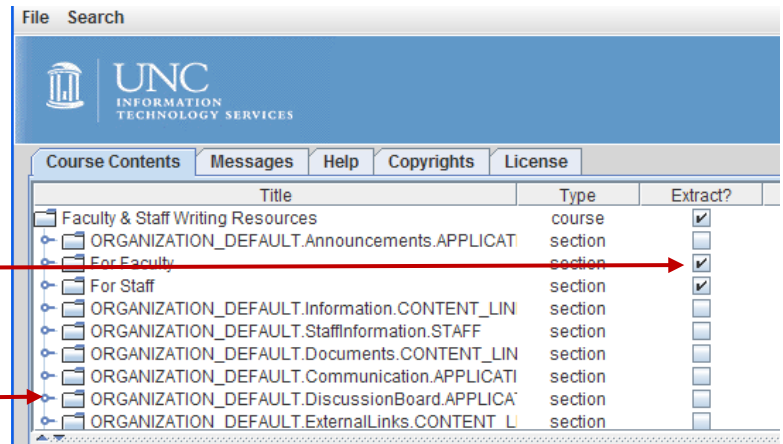 File Search
UNC
INFORMATION
TECHNOLOGY SERVICES
Course Contents Messages Help Copyrights License
Title Type Extract?
Faculty & Staff Writing Resources course
ORGANIZATION_DEFAULT.Announcements.APPLICATI section
For Faculty section
For Staff section
ORGANIZATION_DEFAULT.Information.CONTENT_LIN section
ORGANIZATION_DEFAULT.StaffInformation.STAFF section
ORGANIZATION_DEFAULT.Documents.CONTENT_LIN section
ORGANIZATION_DEFAULT.Communication.APPLICATI section
ORGANIZATION_DEFAULT.DiscussionBoard.APPLICAT section
ORGANIZATION_DEFAULT.ExternalLinks.CONTENT_L section